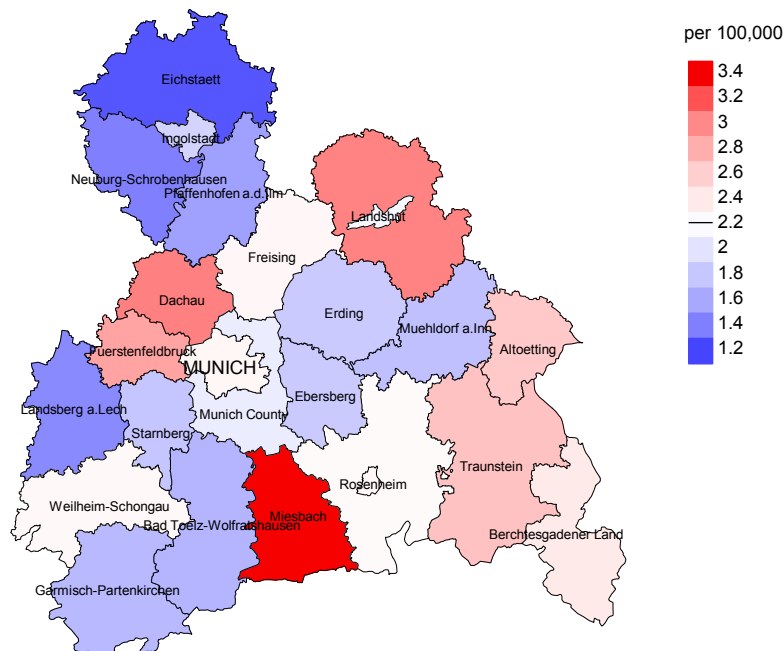 per 100,000
3.4
3.2
3
2.8
2.6
2.4
2.2
2
1.8
1.6
1.4
1.2
Eichstaett
Ingolstadt
Neuburg-Schrobenhausen
Pfaffenhofen a.d.Ilm
Landshut
Freising
Dachau
Erding
Muehldorf a.Inn
Fuerstenfeldbruck
Altoetting
MUNICH
Ebersberg
Landsberg a.Lech
Munich County
Starnberg
Traunstein
Rosenheim
Weilheim-Schongau
Miesbach
Bad Toelz-Wolfratshausen
Berchtesgadener Land
Garmisch-Partenkirchen